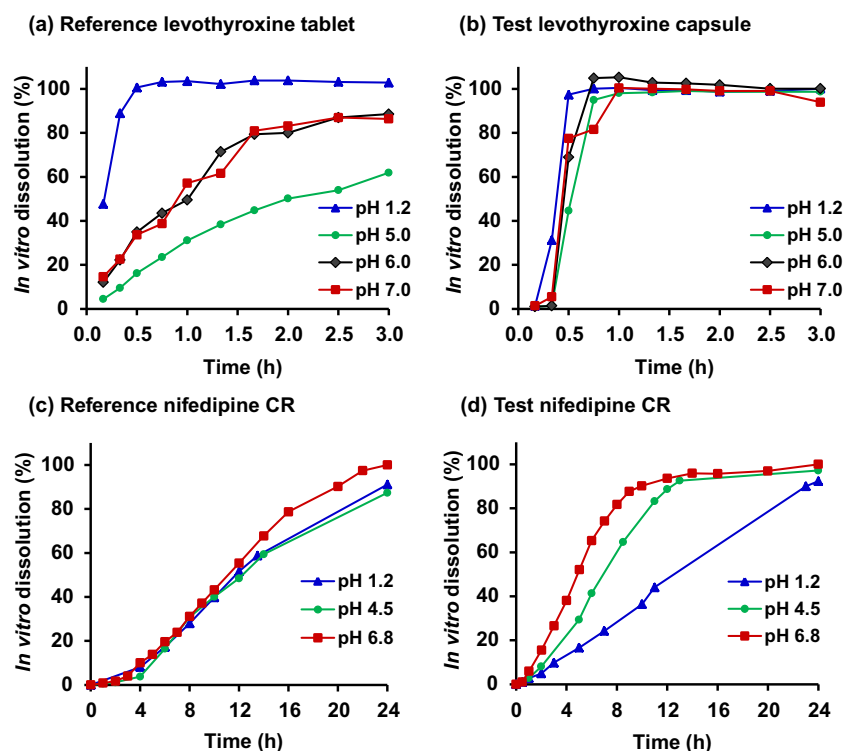 (a) Reference levothyroxine tablet
In vitro dissolution (%)
100
80
60
40
20
0
0.0 0.5 1.0 1.5 2.0 2.5 3.0
Time (h)
pH 1.2
pH 5.0
pH 6.0
pH 7.0
(b) Test levothyroxine capsule
In vitro dissolution (%)
100
80
60
40
20
0
0.0 0.5 1.0 1.5 2.0 2.5 3.0
Time (h)
pH 1.2
pH 5.0
pH 6.0
pH 7.0
(c) Reference nifedipine CR
In vitro dissolution (%)
100
80
60
40
20
0
0 4 8 12 16 20 24
Time (h)
pH 1.2
pH 4.5
pH 6.8
(d) Test nifedipine CR
In vitro dissolution (%)
100
80
60
40
20
0
0 4 8 12 16 20 24
Time (h)
pH 1.2
pH 4.5
pH 6.8